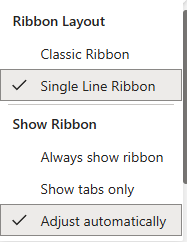 Ribbon Layout
Classic Ribbon
Single Line Ribbon
Show Ribbon
Always show ribbon
Show tabs only
Adjust automatically